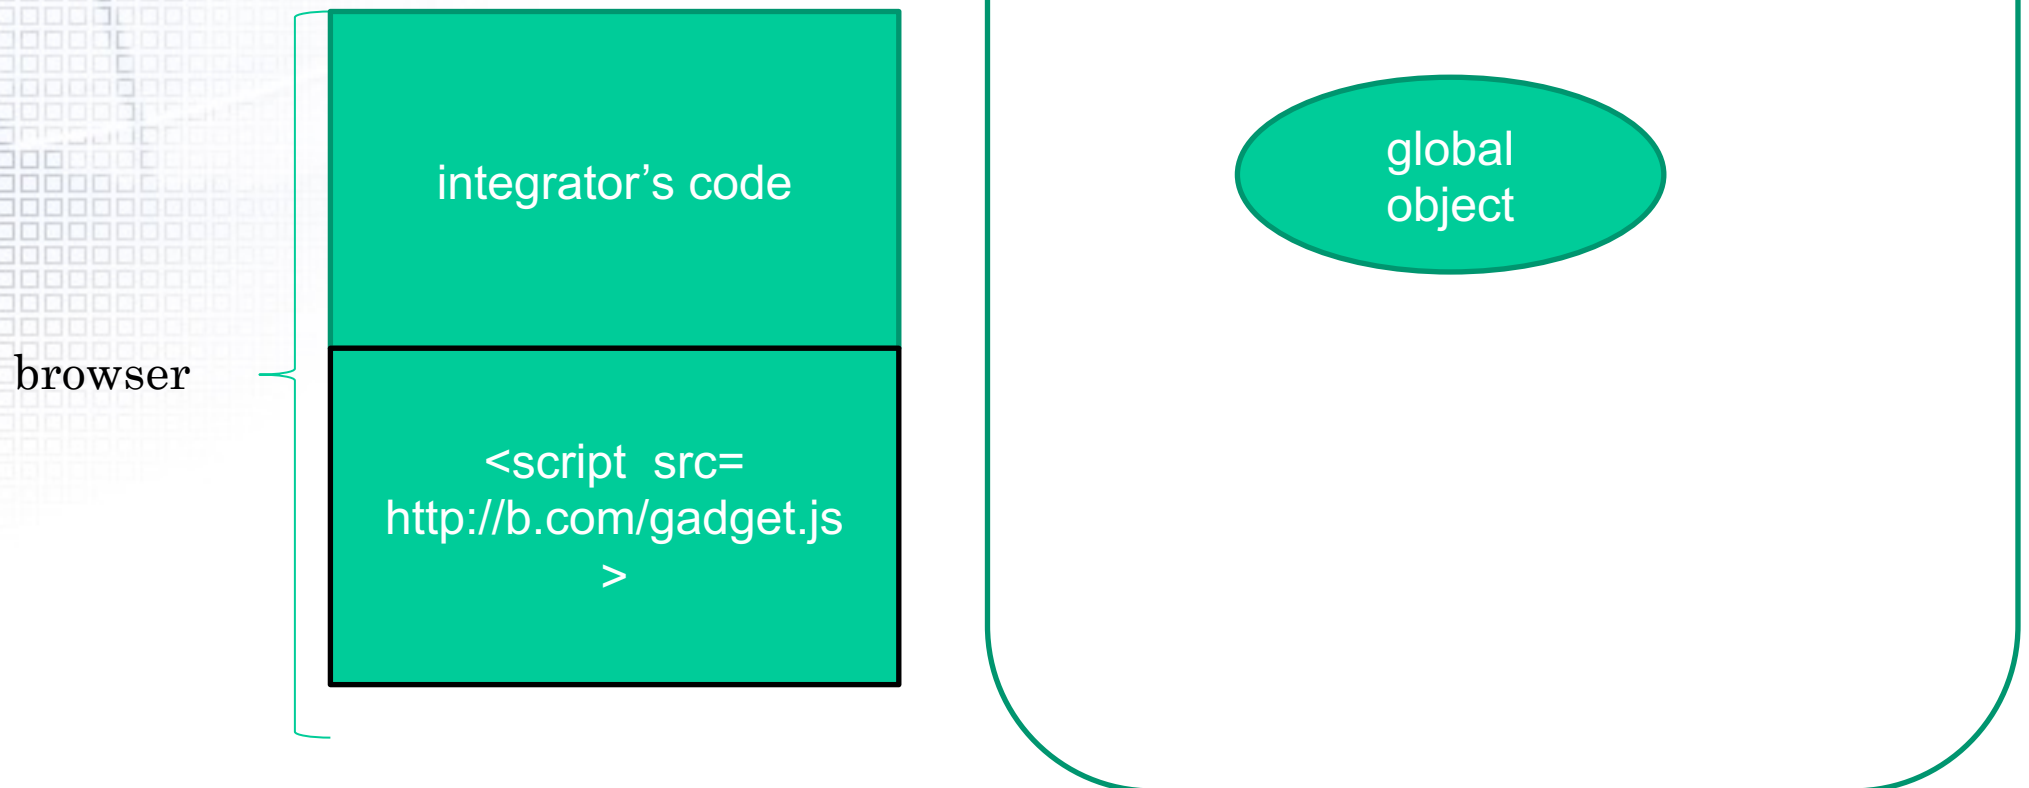 integrator’s code
global
object
browser
<script  src=
http://b.com/gadget.js
>